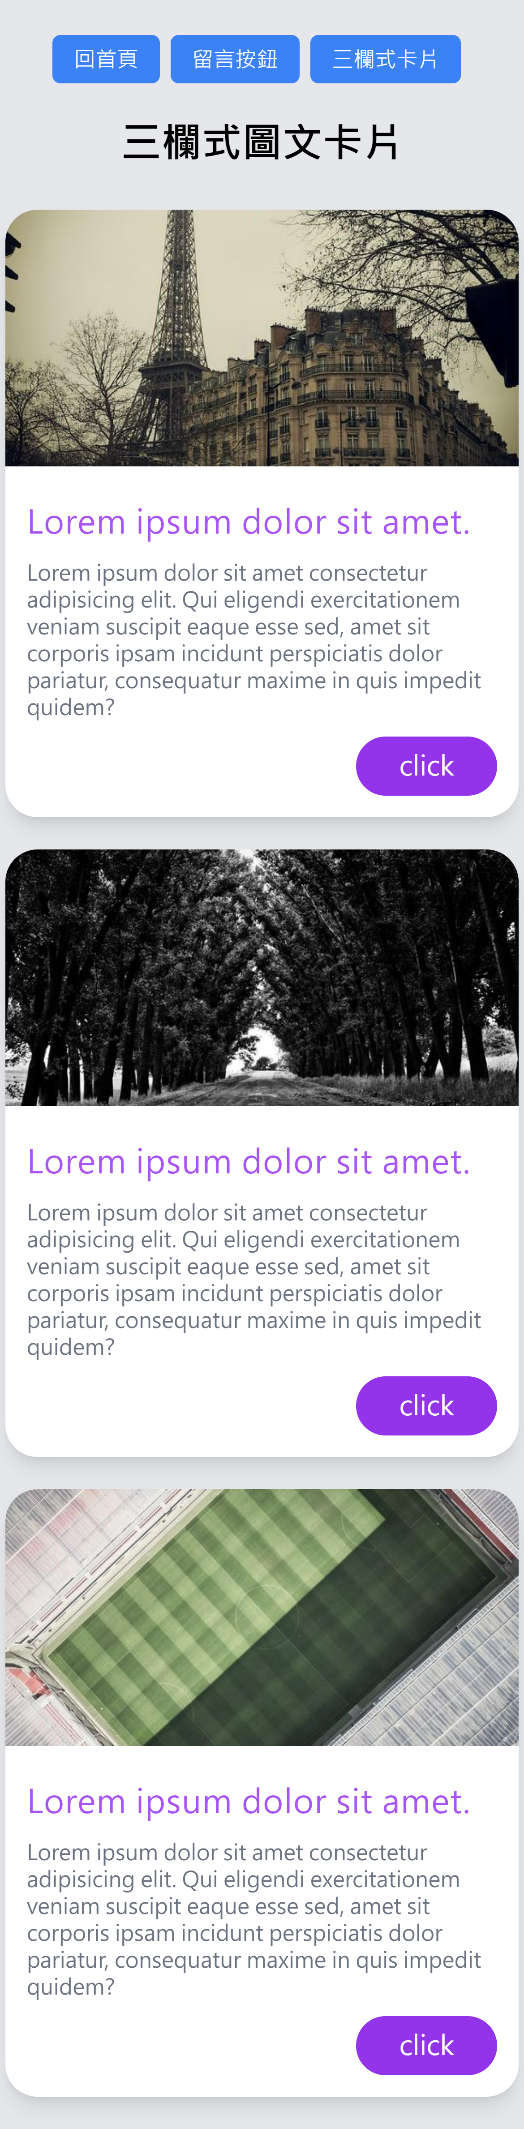 回首頁 留言按鈕 三欄式卡片
三欄式圖文卡片
Lorem ipsum dolor sit amet.
Lorem ipsum dolor sit amet consectetur
adipisicing elit. Qui eligendi exercitationem
veniam suscipit eaque esse sed, amet sit
corporis ipsam incidunt perspiciatis dolor
pariatur, consequatur maxime in quis impedit
quidem?
click
Lorem ipsum dolor sit amet.
Lorem ipsum dolor sit amet consectetur
adipisicing elit. Qui eligendi exercitationem
veniam suscipit eaque esse sed, amet sit
corporis ipsam incidunt perspiciatis dolor
pariatur, consequatur maxime in quis impedit
quidem?
click
Lorem ipsum dolor sit amet.
Lorem ipsum dolor sit amet consectetur
adipisicing elit. Qui eligendi exercitationem
veniam suscipit eaque esse sed, amet sit
corporis ipsam incidunt perspiciatis dolor
pariatur, consequatur maxime in quis impedit
quidem?
click